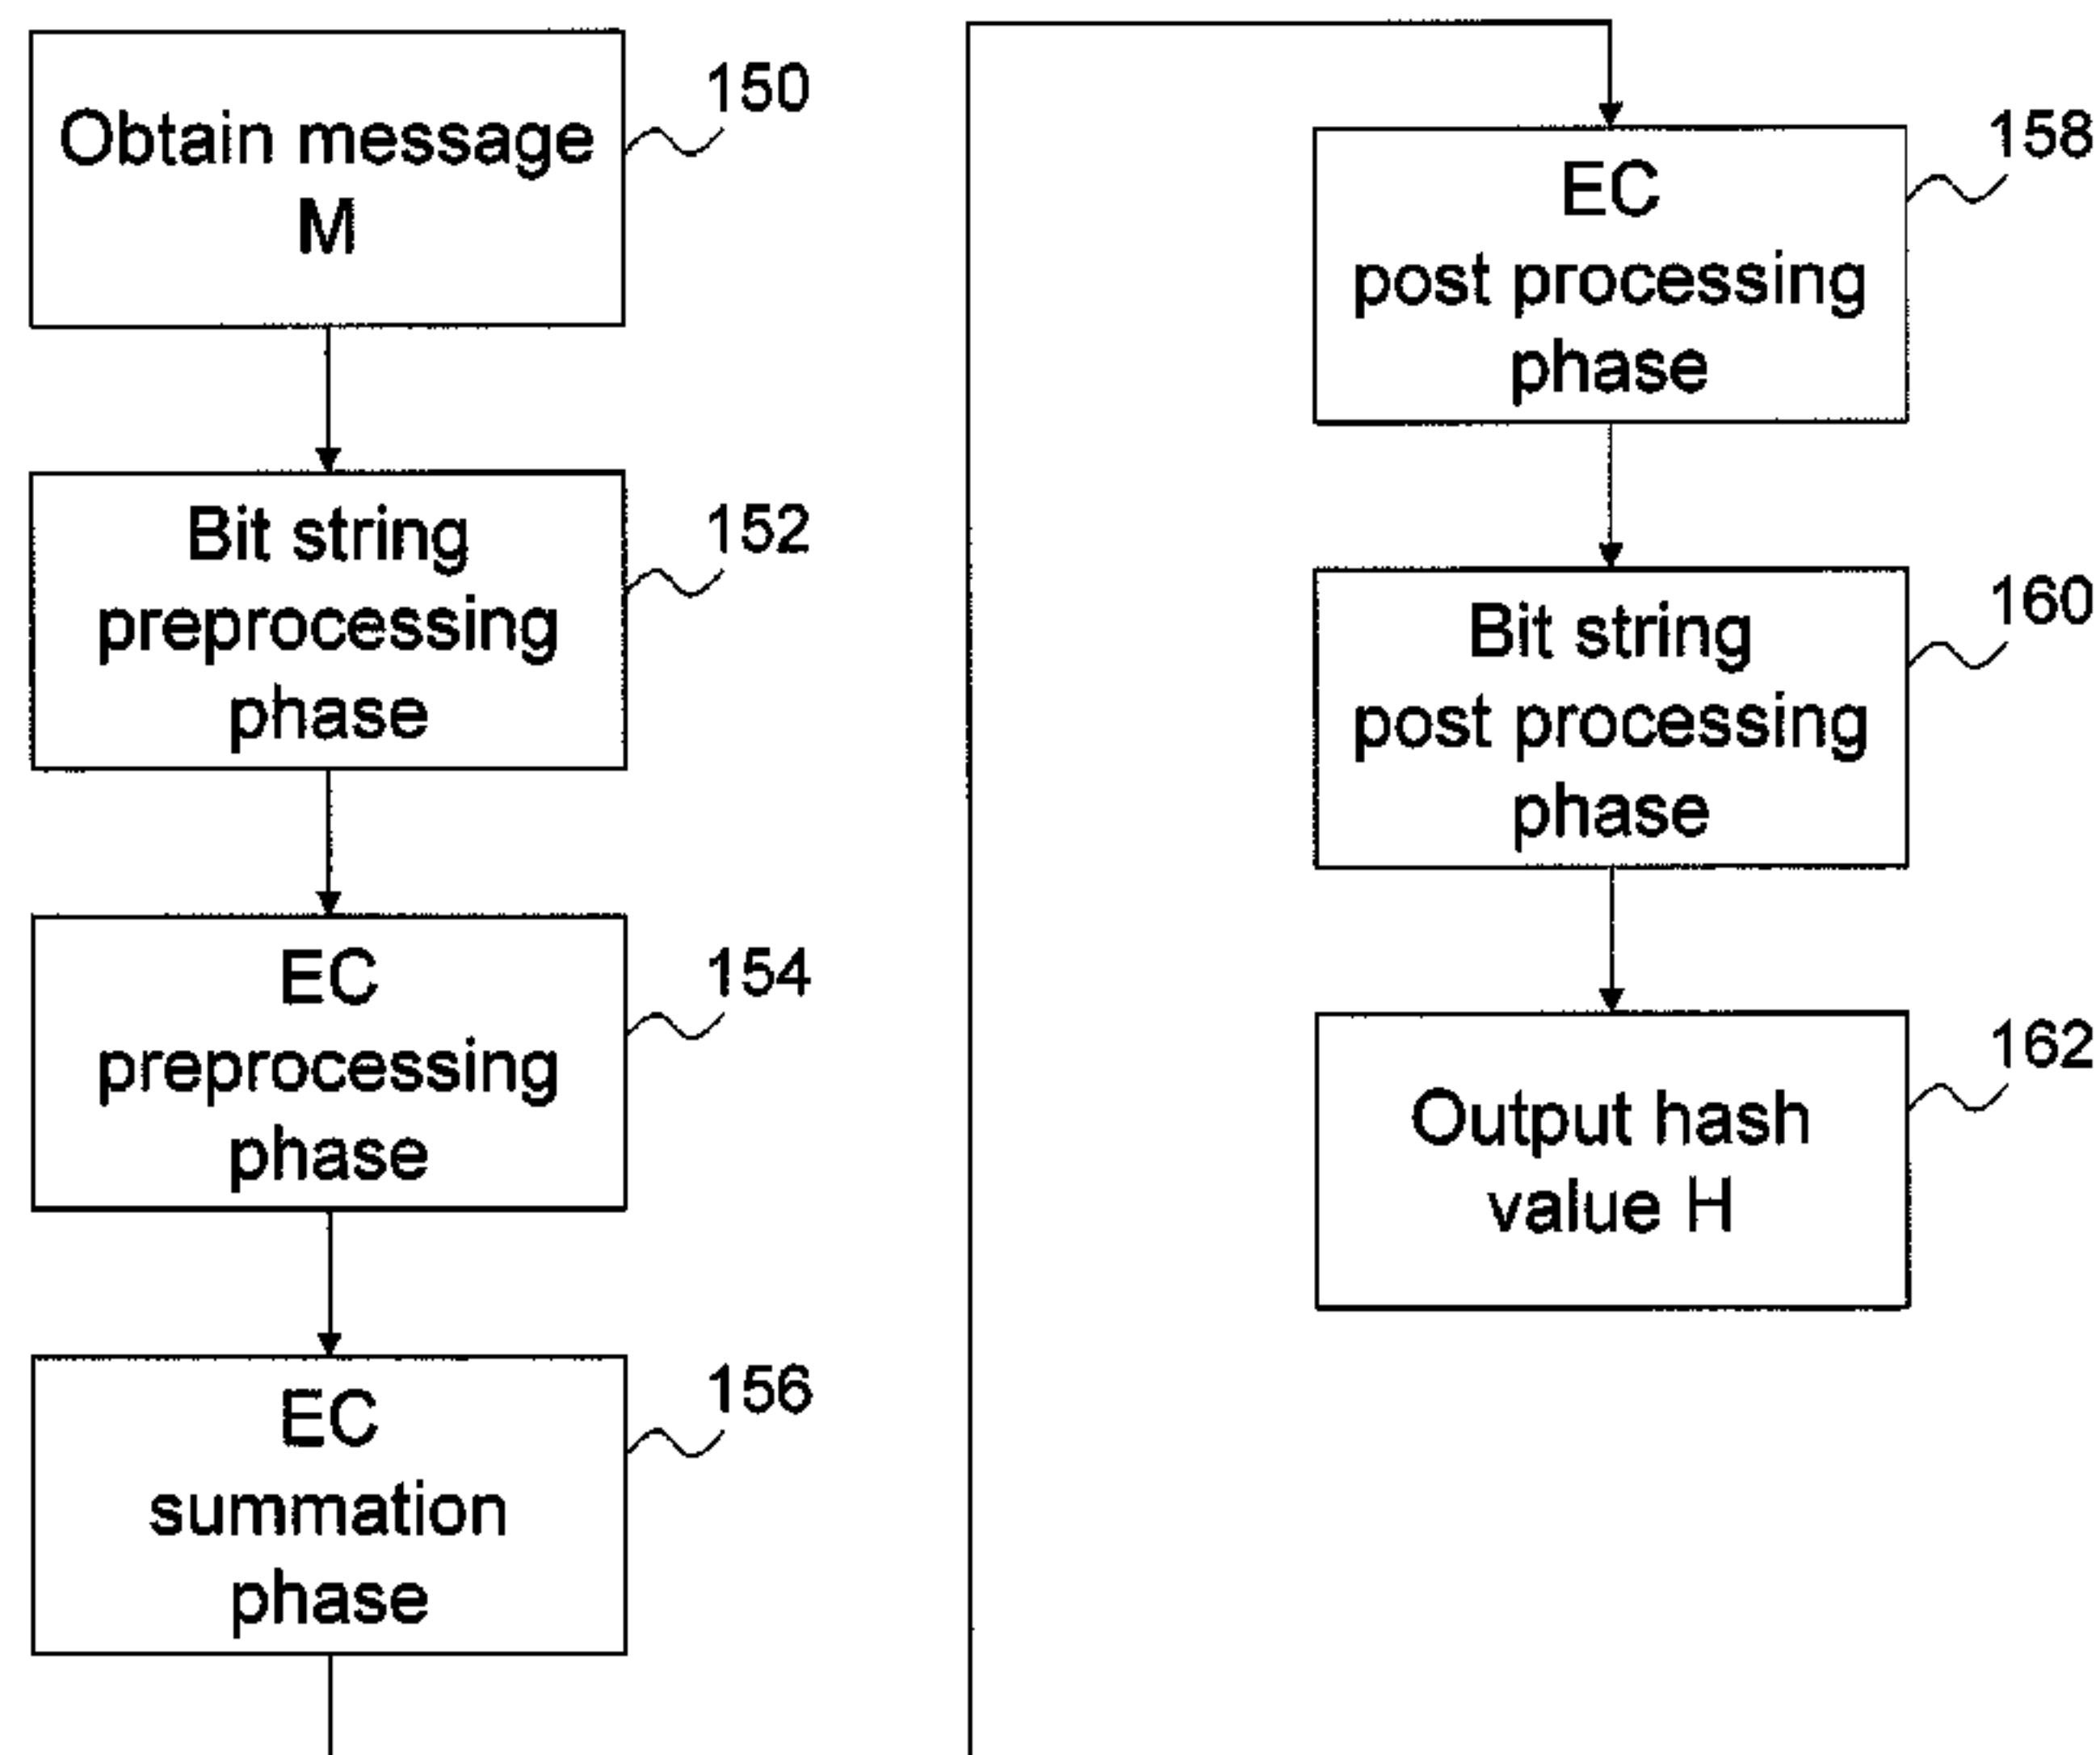 Obtain message
M
150
Bit string
preprocessing
phase
152
EC
preprocessing
phase
154
EC
summation
phase
156
EC
post processing
phase
158
Bit string
post processing
phase
160
Output hash
value H
162